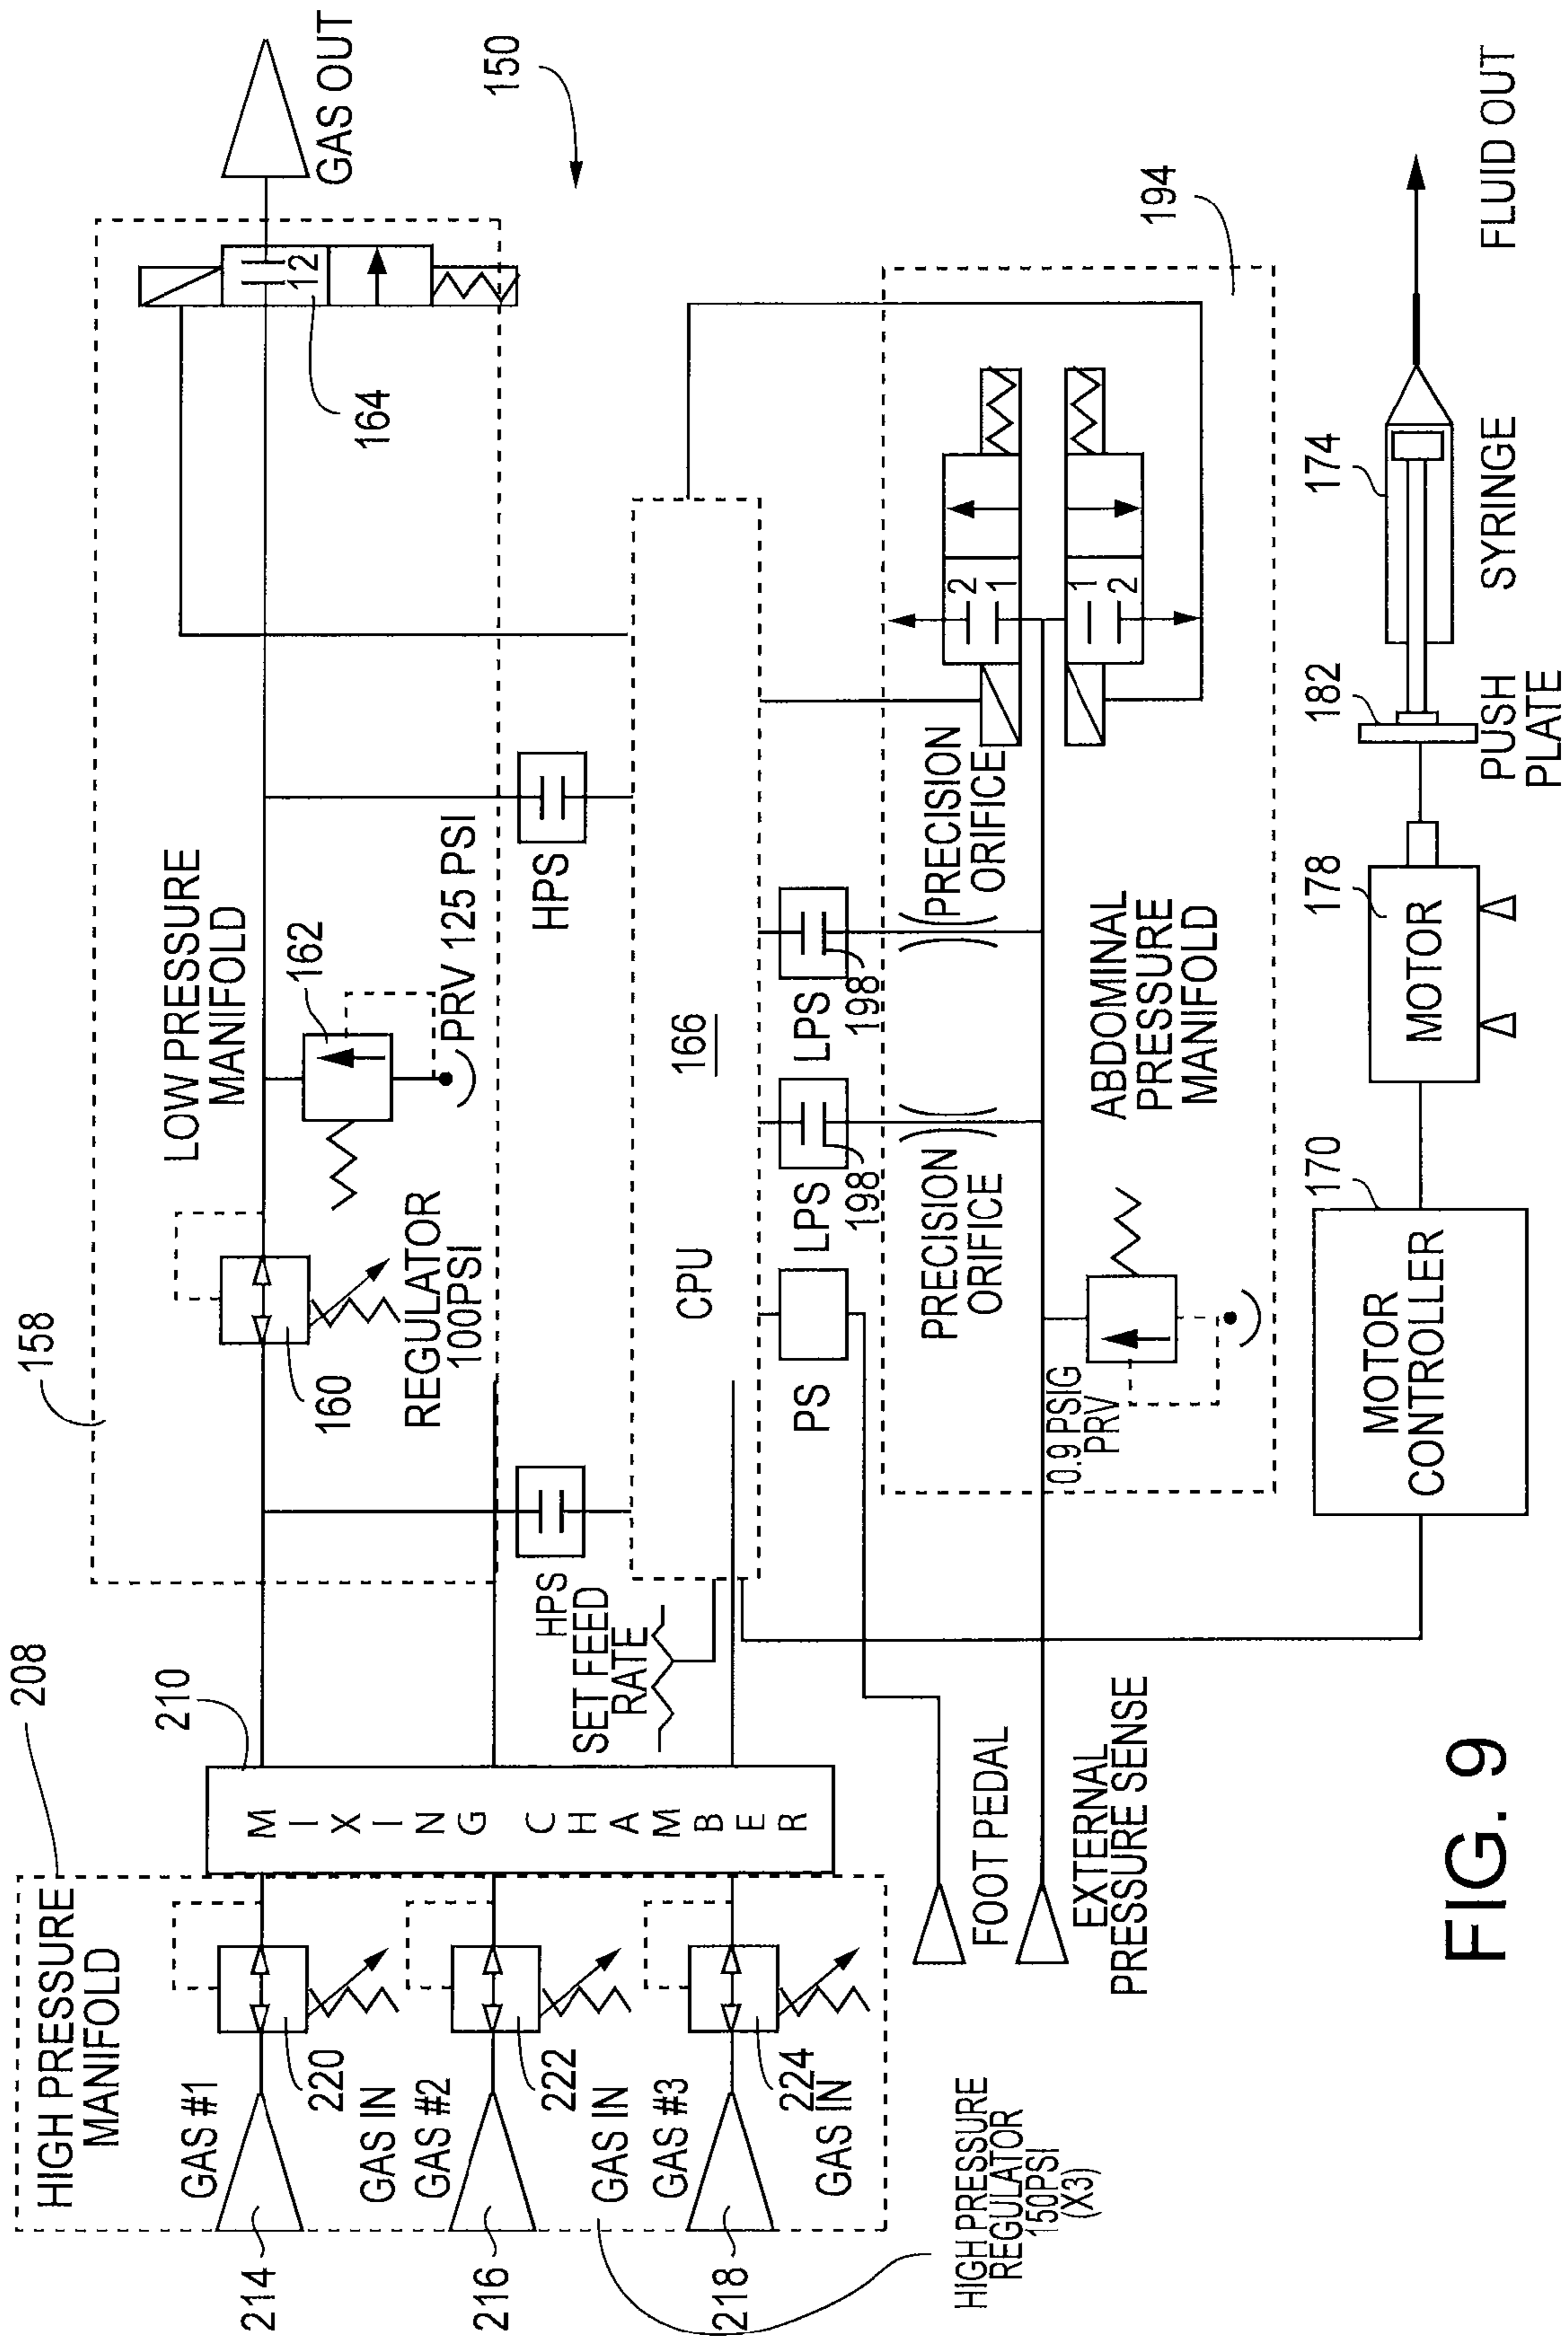 HIGH PRESSURE
MANIFOLD
208
210
158
LOW PRESSURE
MANIFOLD
162
GAS OUT
150
GAS #1
214
220
GAS IN
GAS #2
216
222
GAS IN
GAS #3
218
224
GAS IN
HIGH PRESSURE
REGULATOR
150PSI
(X3)
MIXING CHAMBER
160
REGULATOR
100PSI
PRV 125 PSI
12
164
HPS
HPS
SET FEED
RATE
CPU
166
PS
LPS
198
LPS
198
PRECISION
ORIFICE
PRECISION
ORIFICE
2
1
1
2
194
0.9 PSIG
PRV
ABDOMINAL
PRESSURE
MANIFOLD
FOOT PEDAL
EXTERNAL
PRESSURE SENSE
170
MOTOR
CONTROLLER
178
MOTOR
182
PUSH
PLATE
174
SYRINGE
FLUID OUT
FIG. 9